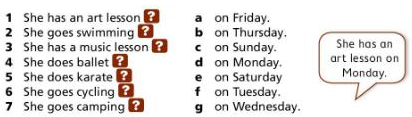 1 She has an art lesson ?
2 She goes swimming ?
3 She has a music lesson ?
4 She does ballet ?
5 She does karate ?
6 She goes cycling ?
7 She goes camping ?
a on Friday.
b on Thursday.
c on Sunday.
d on Monday.
e on Saturday
f on Tuesday.
g on Wednesday.
She has an
art lesson on
Monday.